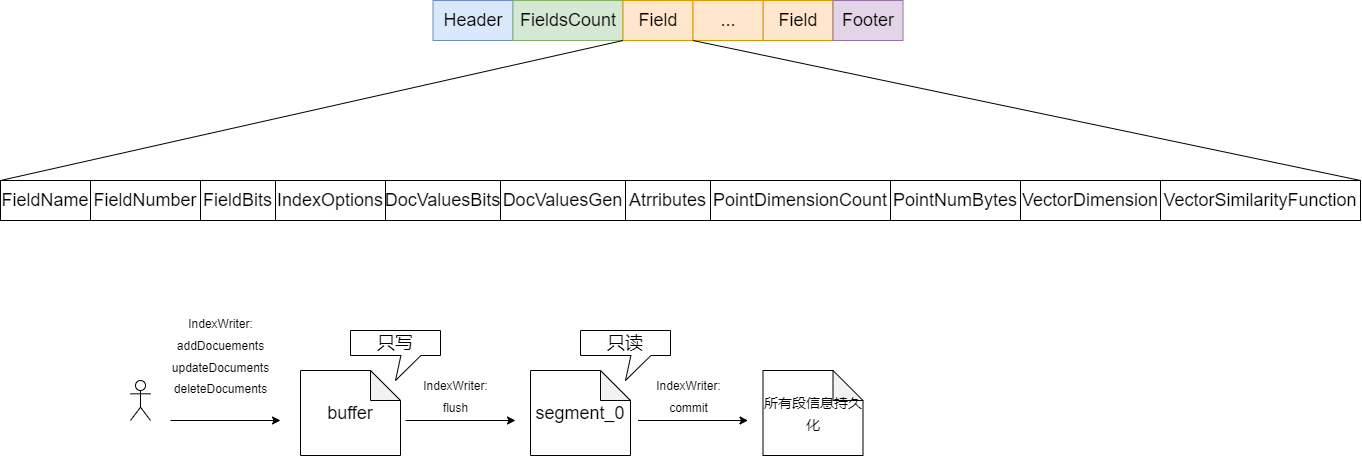 Header FieldsCount Field ... Field Footer
FieldName FieldNumber FieldBits IndexOptions DocValuesBits DocValuesGen Atrributes PointDimensionCount PointNumBytes VectorDimension VectorSimilarityFunction
IndexWriter:
addDocuements
updateDocuments
deleteDocuments
只写
buffer
IndexWriter:
flush
只读
segment_0
IndexWriter:
commit
所有段信息持久
化